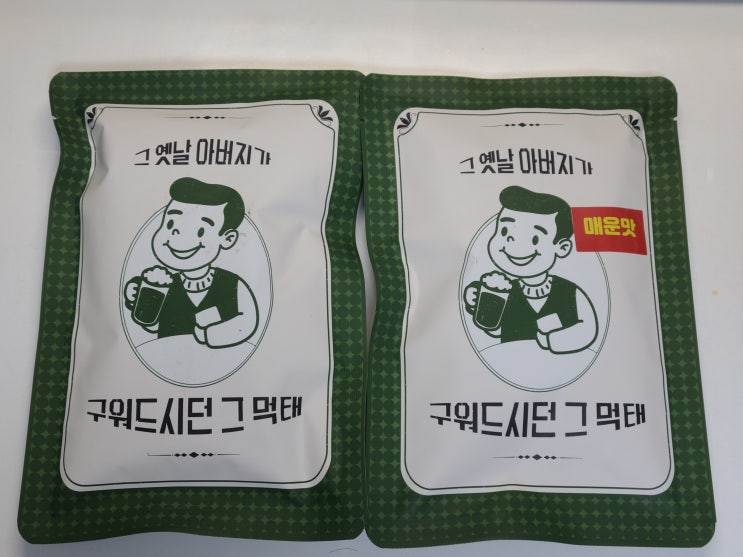 그 옛날 아버지가
구워드시던 그 먹태
그 옛날 아버지가
매운맛
구워드시던 그 먹태